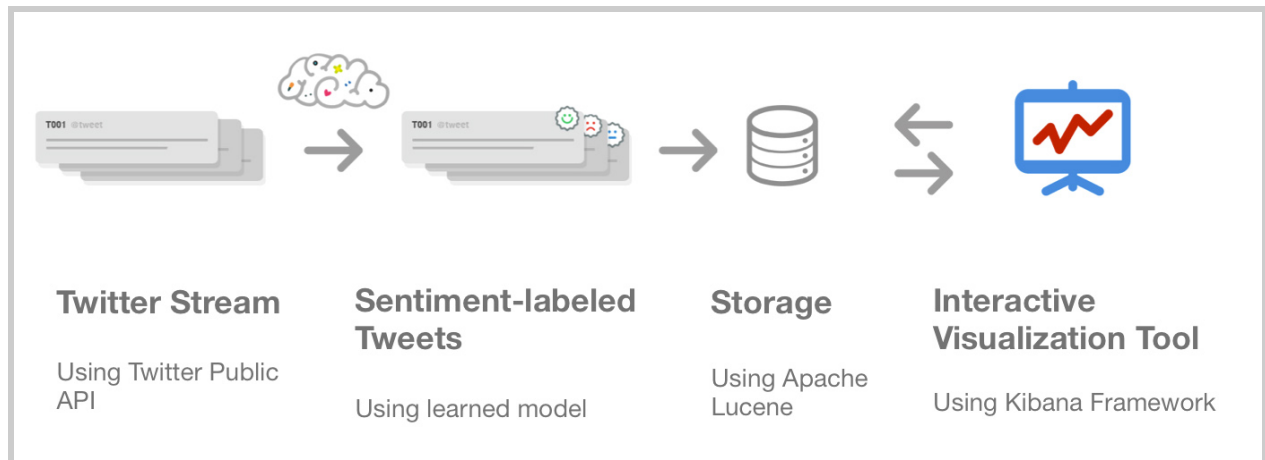 T001 @tweet
T001 @tweet
Twitter Stream
Using Twitter Public
API
Sentiment-labeled
Tweets
Using learned model
Storage
Using Apache
Lucene
Interactive
Visualization Tool
Using Kibana Framework